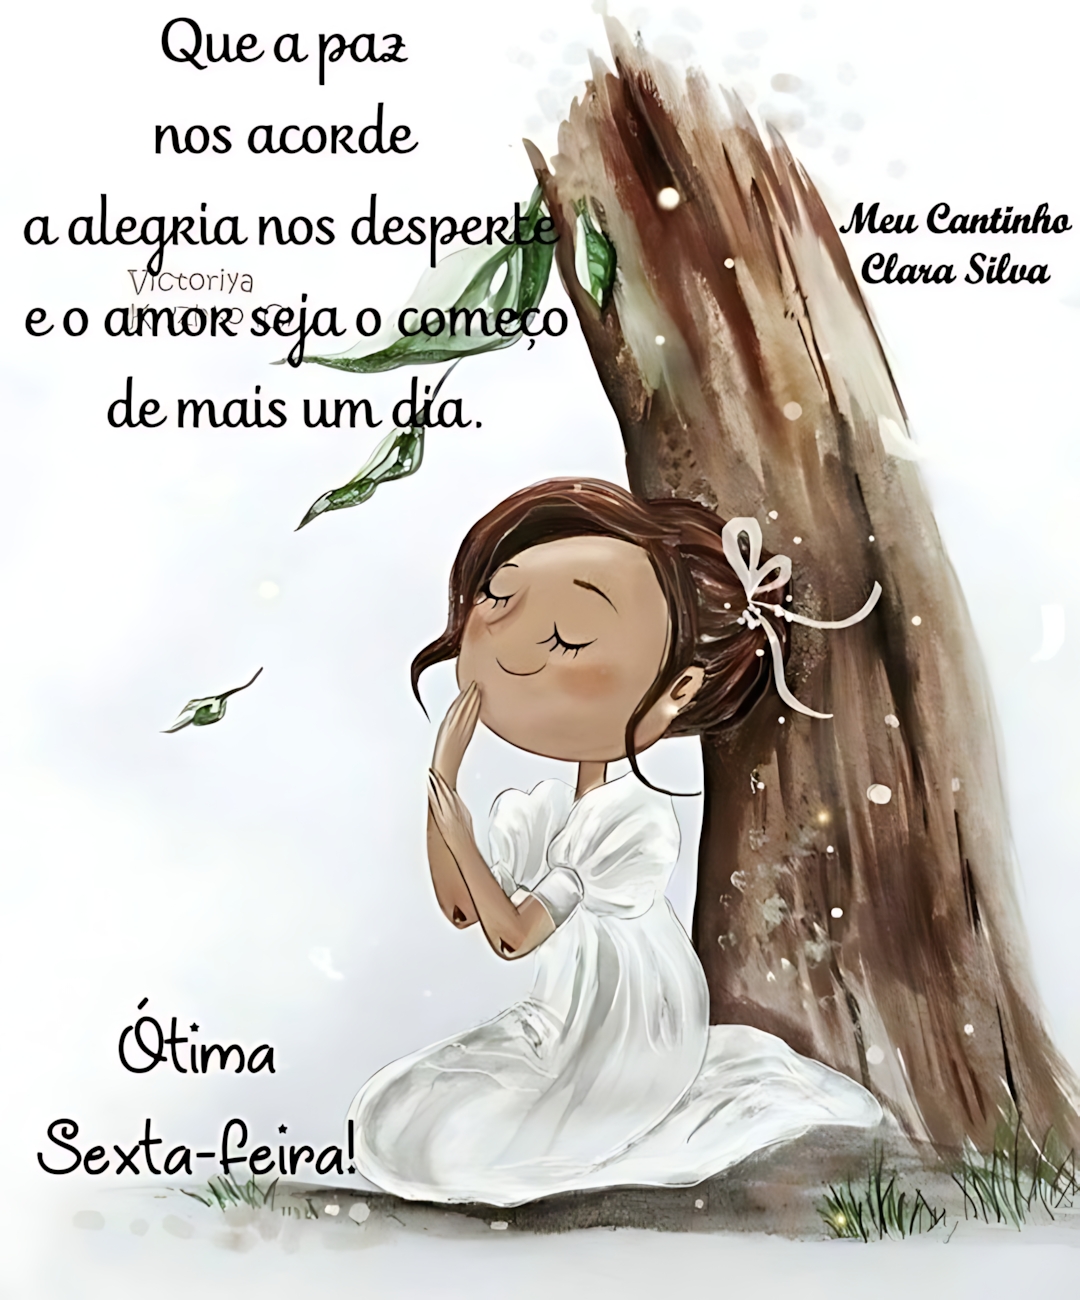 Que a paz
nos acorde
a alegria nos desperte
e o amor seja o começo
de mais um dia.
Victoriya
Meu Cantinho
Clara Silva
Ótima
Sexta-feira!